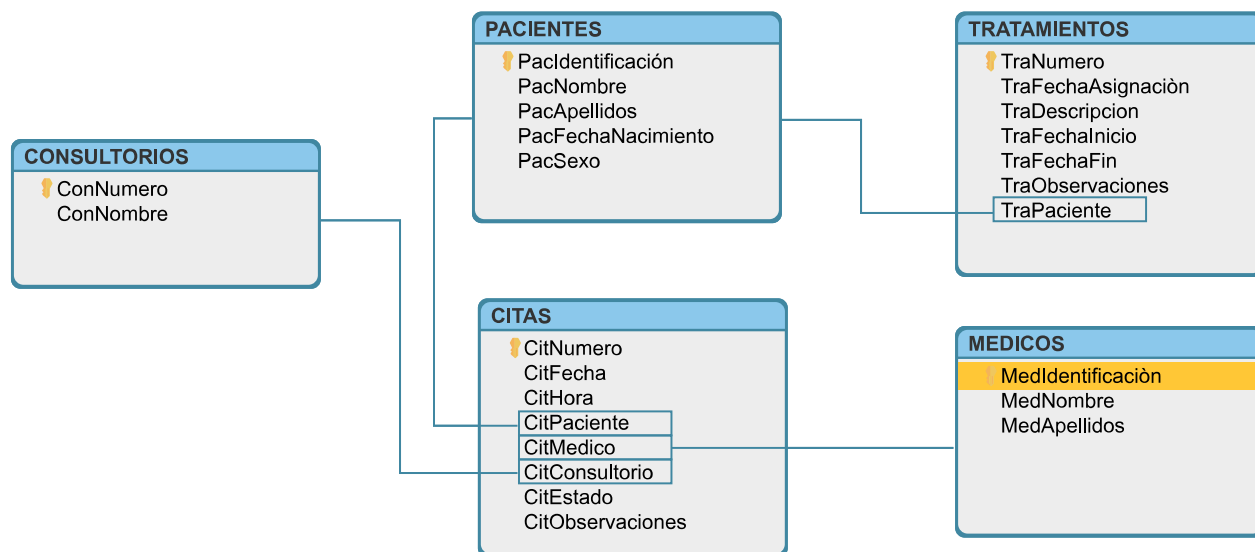 PACIENTES
PacIdentificación
PacNombre
PacApellidos
PacFechaNacimiento
PacSexo
TRATAMIENTOS
TraNumero
TraFechaAsignaciòn
TraDescripcion
TraFechaInicio
TraFechaFin
TraObservaciones
TraPaciente
CONSULTORIOS
ConNumero
ConNombre
CITAS
CitNumero
CitFecha
CitHora
CitPaciente
CitMedico
CitConsultorio
CitEstado
CitObservaciones
MEDICOS
MedIdentificaciòn
MedNombre
MedApellidos